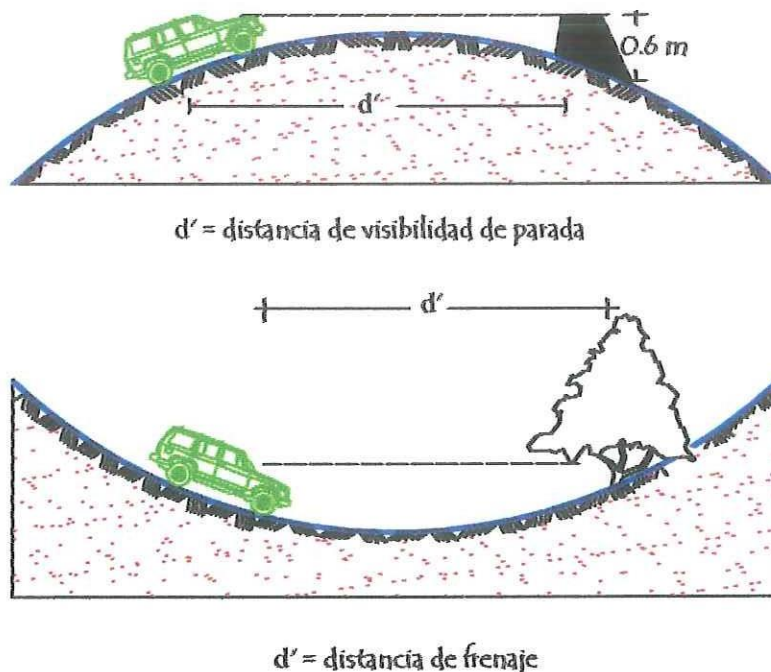 0.6 m
d'
d' = distancia de visibilidad de parada
d'
d' = distancia de frenaje